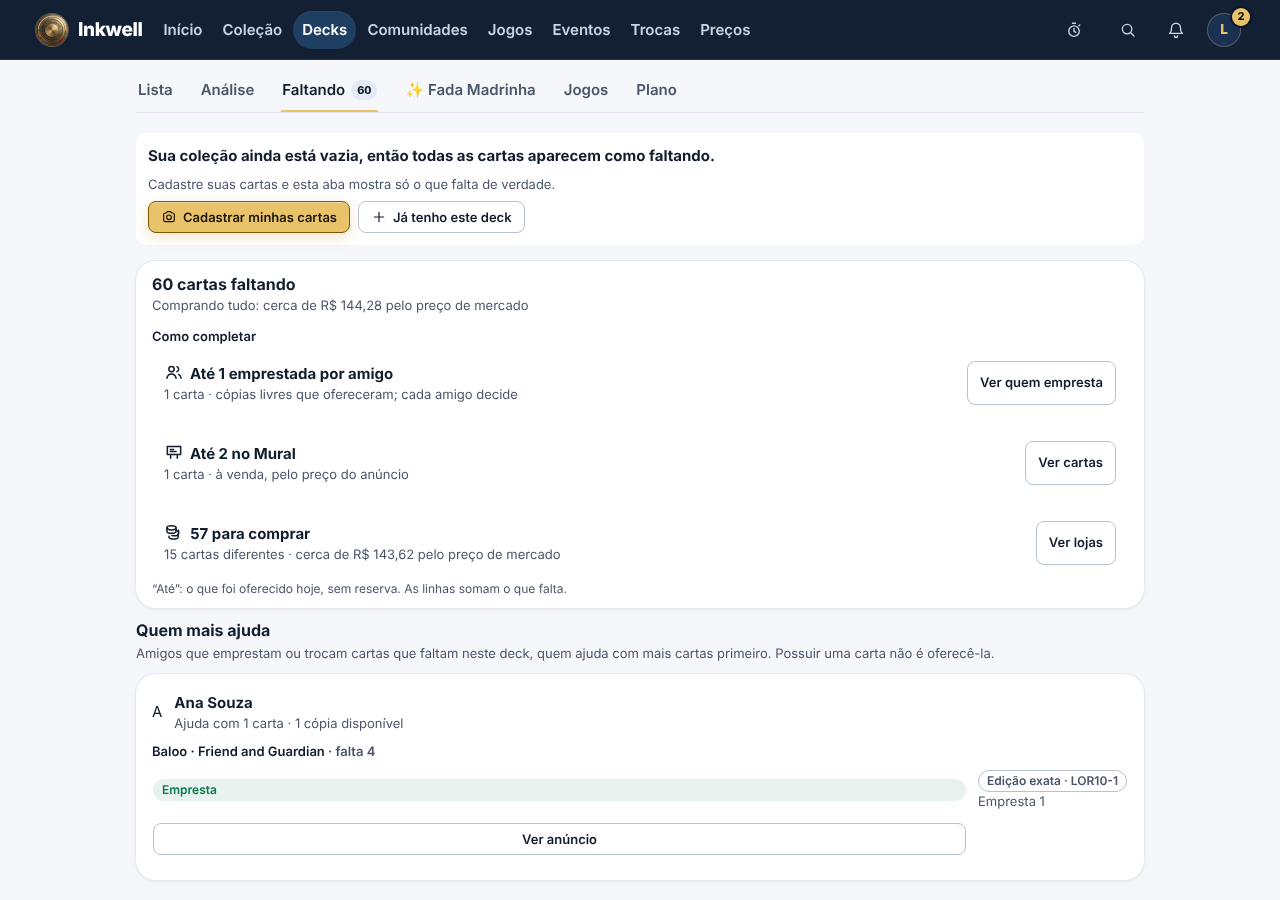 Inkwell Início Coleção Decks Comunidades Jogos Eventos Trocas Preços L 2
Lista Análise Faltando 60 ✨ Fada Madrinha Jogos Plano
Sua coleção ainda está vazia, então todas as cartas aparecem como faltando.
Cadastre suas cartas e esta aba mostra só o que falta de verdade.
Cadastrar minhas cartas Já tenho este deck
60 cartas faltando
Comprando tudo: cerca de R$ 144,28 pelo preço de mercado
Como completar
Até 1 emprestada por amigo
1 carta · cópias livres que ofereceram; cada amigo decide
Ver quem empresta
Até 2 no Mural
1 carta · à venda, pelo preço do anúncio
Ver cartas
57 para comprar
15 cartas diferentes · cerca de R$ 143,62 pelo preço de mercado
Ver lojas
“Até”: o que foi oferecido hoje, sem reserva. As linhas somam o que falta.
Quem mais ajuda
Amigos que emprestam ou trocam cartas que faltam neste deck, quem ajuda com mais cartas primeiro. Possuir uma carta não é oferecê-la.
A Ana Souza
Ajuda com 1 carta · 1 cópia disponível
Baloo · Friend and Guardian · falta 4
Empresta
Edição exata · LOR10-1
Empresta 1
Ver anúncio